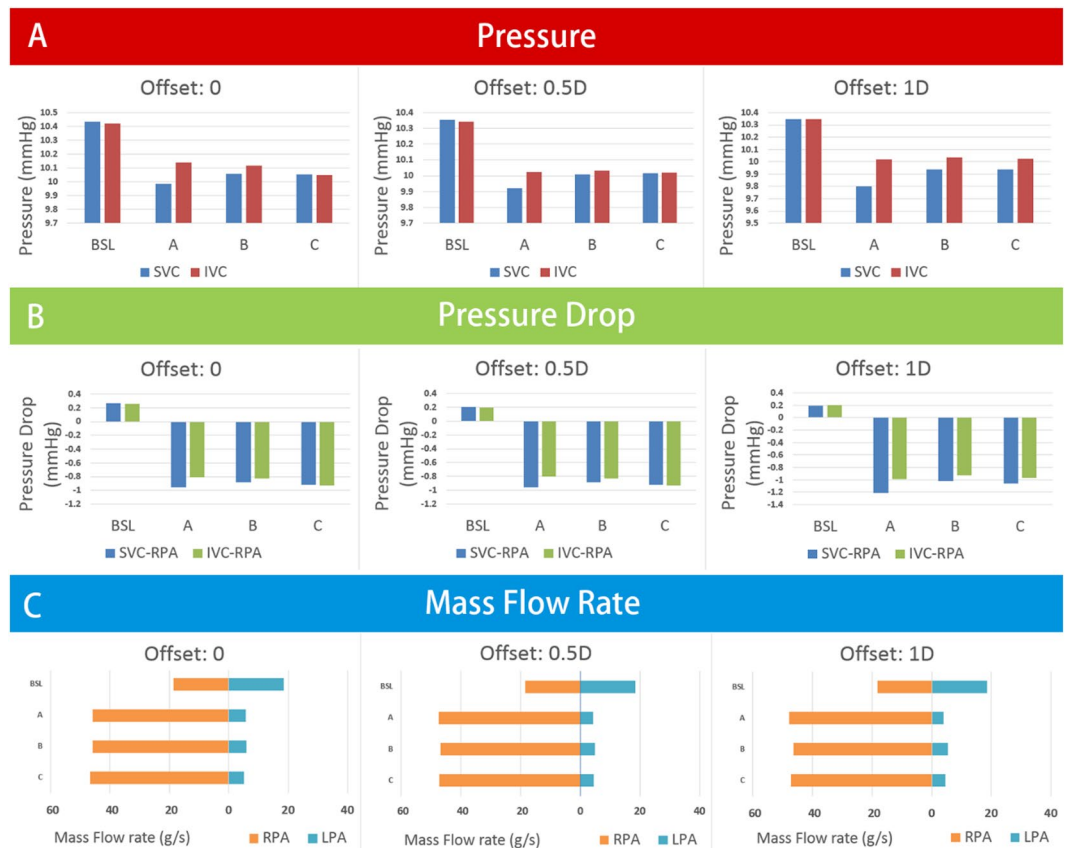 A Pressure
Offset: 0
Pressure (mmHg)
10.5
10.4
10.3
10.2
10.1
10
9.9
9.8
9.7
BSL A B C
SVC IVC
Offset: 0.5D
Pressure (mmHg)
10.4
10.3
10.2
10.1
10
9.9
9.8
9.7
BSL A B C
SVC IVC
Offset: 1D
Pressure (mmHg)
10.4
10.3
10.2
10.1
10
9.9
9.8
9.7
9.6
9.5
BSL A B C
SVC IVC
B Pressure Drop
Offset: 0
Pressure Drop
(mmHg)
0.4
0.2
0
-0.2
-0.4
-0.6
-0.8
-1
-1.2
BSL A B C
SVC-RPA IVC-RPA
Offset: 0.5D
Pressure Drop
(mmHg)
0.4
0.2
0
-0.2
-0.4
-0.6
-0.8
-1
-1.2
BSL A B C
SVC-RPA IVC-RPA
Offset: 1D
Pressure Drop
(mmHg)
0.4
0.2
0
-0.2
-0.4
-0.6
-0.8
-1
-1.2
-1.4
BSL A B C
SVC-RPA IVC-RPA
C Mass Flow Rate
Offset: 0
BSL
A
B
C
60 40 20 0 20 40
Mass Flow rate (g/s) RPA LPA
Offset: 0.5D
BSL
A
B
C
60 40 20 0 20 40
Mass Flow rate (g/s) RPA LPA
Offset: 1D
BSL
A
B
C
60 40 20 0 20 40
Mass Flow rate (g/s) RPA LPA